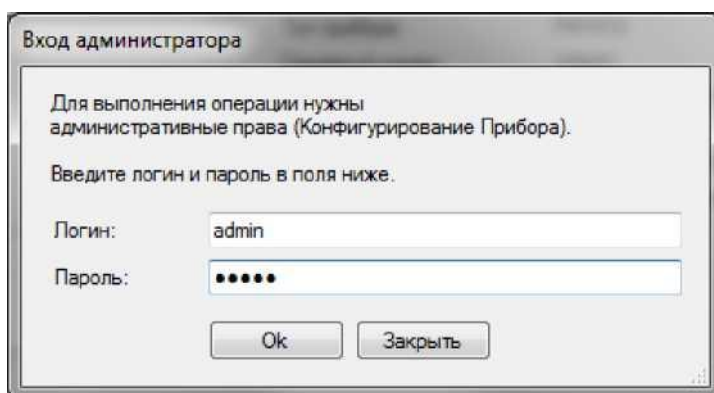 Вход администратора
Для выполнения операции нужны
административные права (Конфигурирование Прибора).
Введите логин и пароль в поля ниже.
Логин: admin
Пароль: •••••
Ok Закрыть